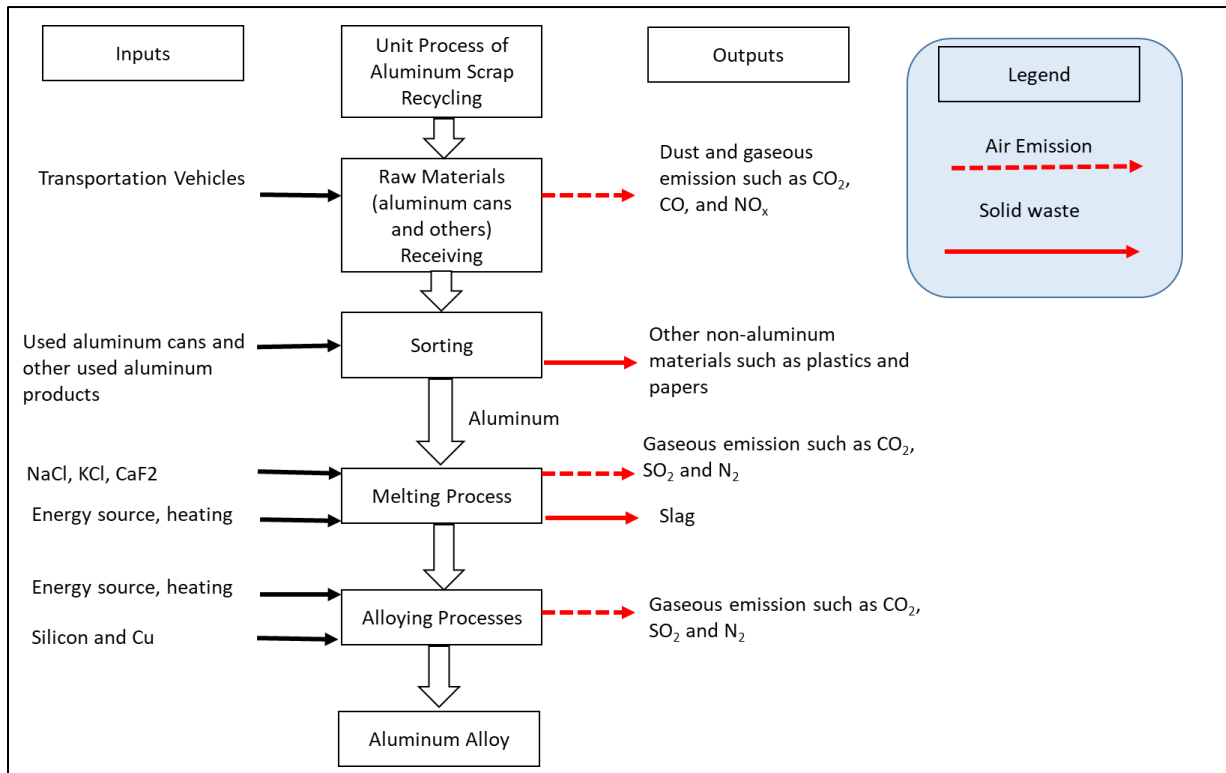 Inputs
Unit Process of
Aluminum Scrap
Recycling
Outputs
Legend
Air Emission
Solid waste
Transportation Vehicles
Raw Materials
(aluminum cans
and others)
Receiving
Dust and gaseous
emission such as CO₂,
CO, and NOₓ
Used aluminum cans and
other used aluminum
products
Sorting
Other non-aluminum
materials such as plastics and
papers
Aluminum
NaCl, KCl, CaF2
Energy source, heating
Melting Process
Gaseous emission such as CO₂,
SO₂ and N₂
Slag
Energy source, heating
Silicon and Cu
Alloying Processes
Gaseous emission such as CO₂,
SO₂ and N₂
Aluminum Alloy